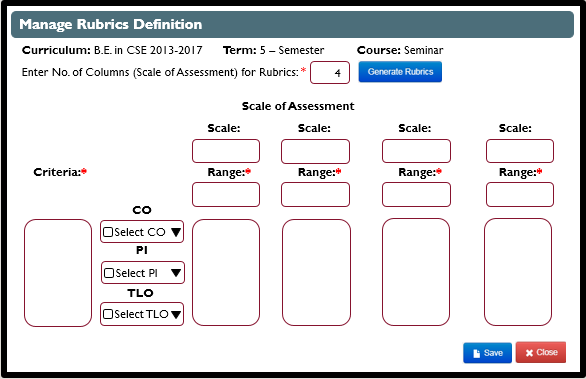 Manage Rubrics Definition
Curriculum: B.E. in CSE 2013-2017 Term: 5 – Semester Course: Seminar
Enter No. of Columns (Scale of Assessment) for Rubrics: * 4 Generate Rubrics
Scale of Assessment
Scale: Scale: Scale: Scale:
Criteria:* Range:* Range:* Range:* Range:*
CO
Select CO
PI
Select PI
TLO
Select TLO
Save Close